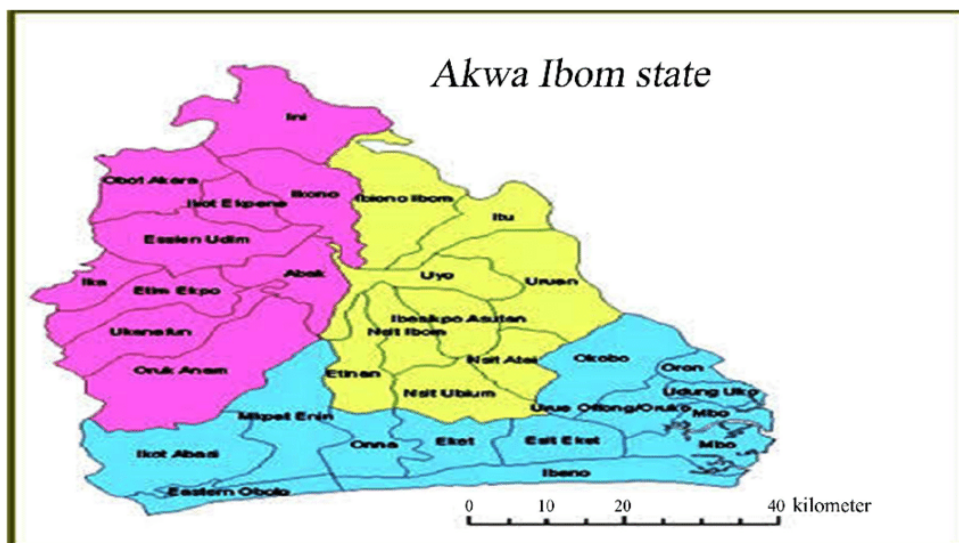 Akwa Ibom state
Ini
Obot Akara
Ikono
Ibiono Ibom
Ikot Ekpene
Itu
Essien Udim
Abak
Uyo
Uruan
Ika
Etim Ekpo
Ibesikpo Asutan
Ukanafun
Nsit Ibom
Nsit Atai
Okobo
Oron
Oruk Anam
Etinan
Nsit Ubium
Udung Uko
Urue Offong/Oruko
Mbo
Mkpat Enin
Onna
Eket
Esit Eket
Mbo
Ikot Abasi
Ibeno
Eastern Obolo
0 10 20 40 kilometer